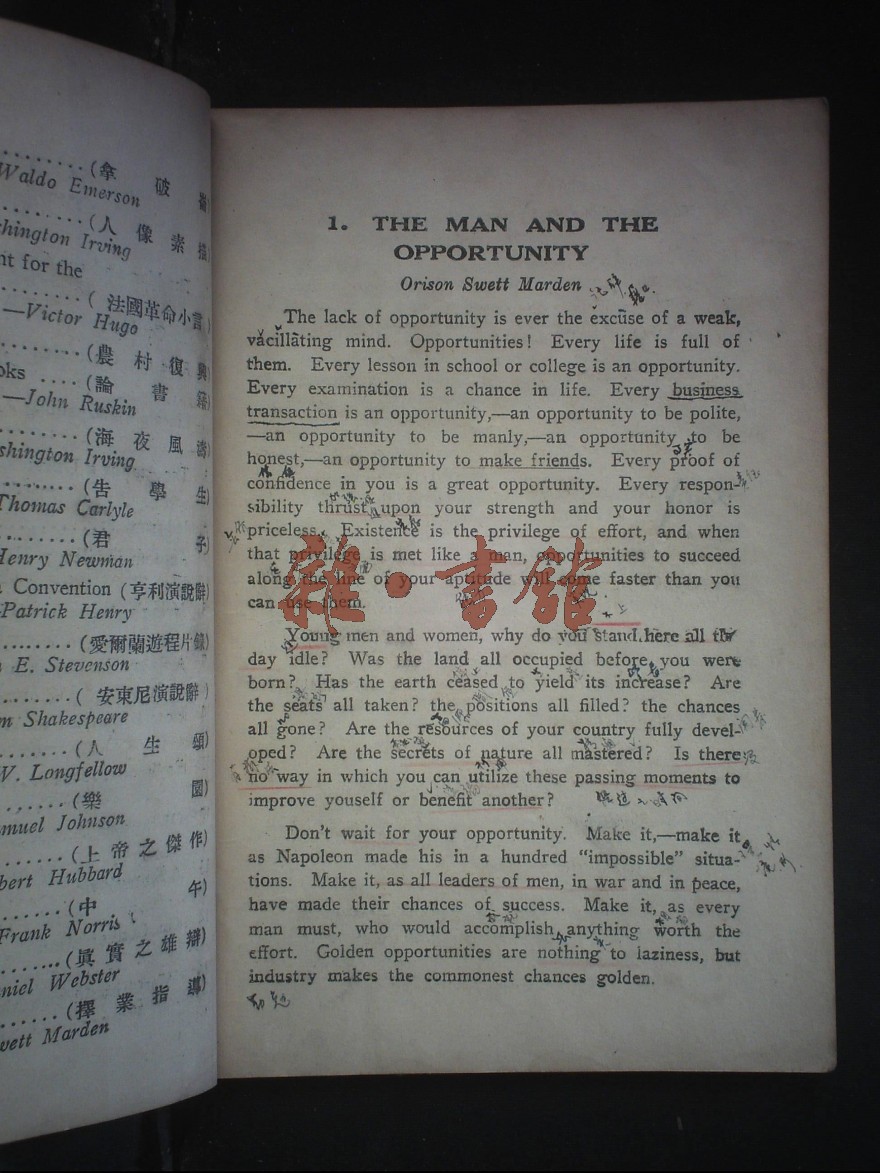 (拿破崙)
Waldo Emerson
(人像素描)
shington Irving
nt for the
(法國革命小言)
—Victor Hugo
(農村復興)
oks .... (論書籍)
—John Ruskin
(海夜風濤)
shington Irving
(告學生)
Thomas Carlyle
(君子)
Henry Newman
Convention (亨利演說辭)
Patrick Henry
(愛爾蘭遊程片錄)
E. Stevenson
(安東尼演說辭)
m Shakespeare
(人生頌)
W. Longfellow
(樂園)
muel Johnson
(上帝之傑作)
bert Hubbard
(中午)
Frank Norris
(真實之雄辯)
niel Webster
(擇業指導)
wett Marden
1. THE MAN AND THE
OPPORTUNITY
Orison Swett Marden
The lack of opportunity is ever the excuse of a weak,
vacillating mind. Opportunities! Every life is full of
them. Every lesson in school or college is an opportunity.
Every examination is a chance in life. Every business
transaction is an opportunity,—an opportunity to be polite,
—an opportunity to be manly,—an opportunity to be
honest,—an opportunity to make friends. Every proof of
confidence in you is a great opportunity. Every respon-
sibility thrust upon your strength and your honor is
priceless. Existence is the privilege of effort, and when
that privilege is met like a man, opportunities to succeed
along the line of your aptitude will come faster than you
can use them.
雜·書館
Young men and women, why do you stand here all the
day idle? Was the land all occupied before you were
born? Has the earth ceased to yield its increase? Are
the seats all taken? the positions all filled? the chances
all gone? Are the resources of your country fully devel-
oped? Are the secrets of nature all mastered? Is there
no way in which you can utilize these passing moments to
improve youself or benefit another?
Don't wait for your opportunity. Make it,—make it
as Napoleon made his in a hundred "impossible" situa-
tions. Make it, as all leaders of men, in war and in peace,
have made their chances of success. Make it, as every
man must, who would accomplish anything worth the
effort. Golden opportunities are nothing to laziness, but
industry makes the commonest chances golden.